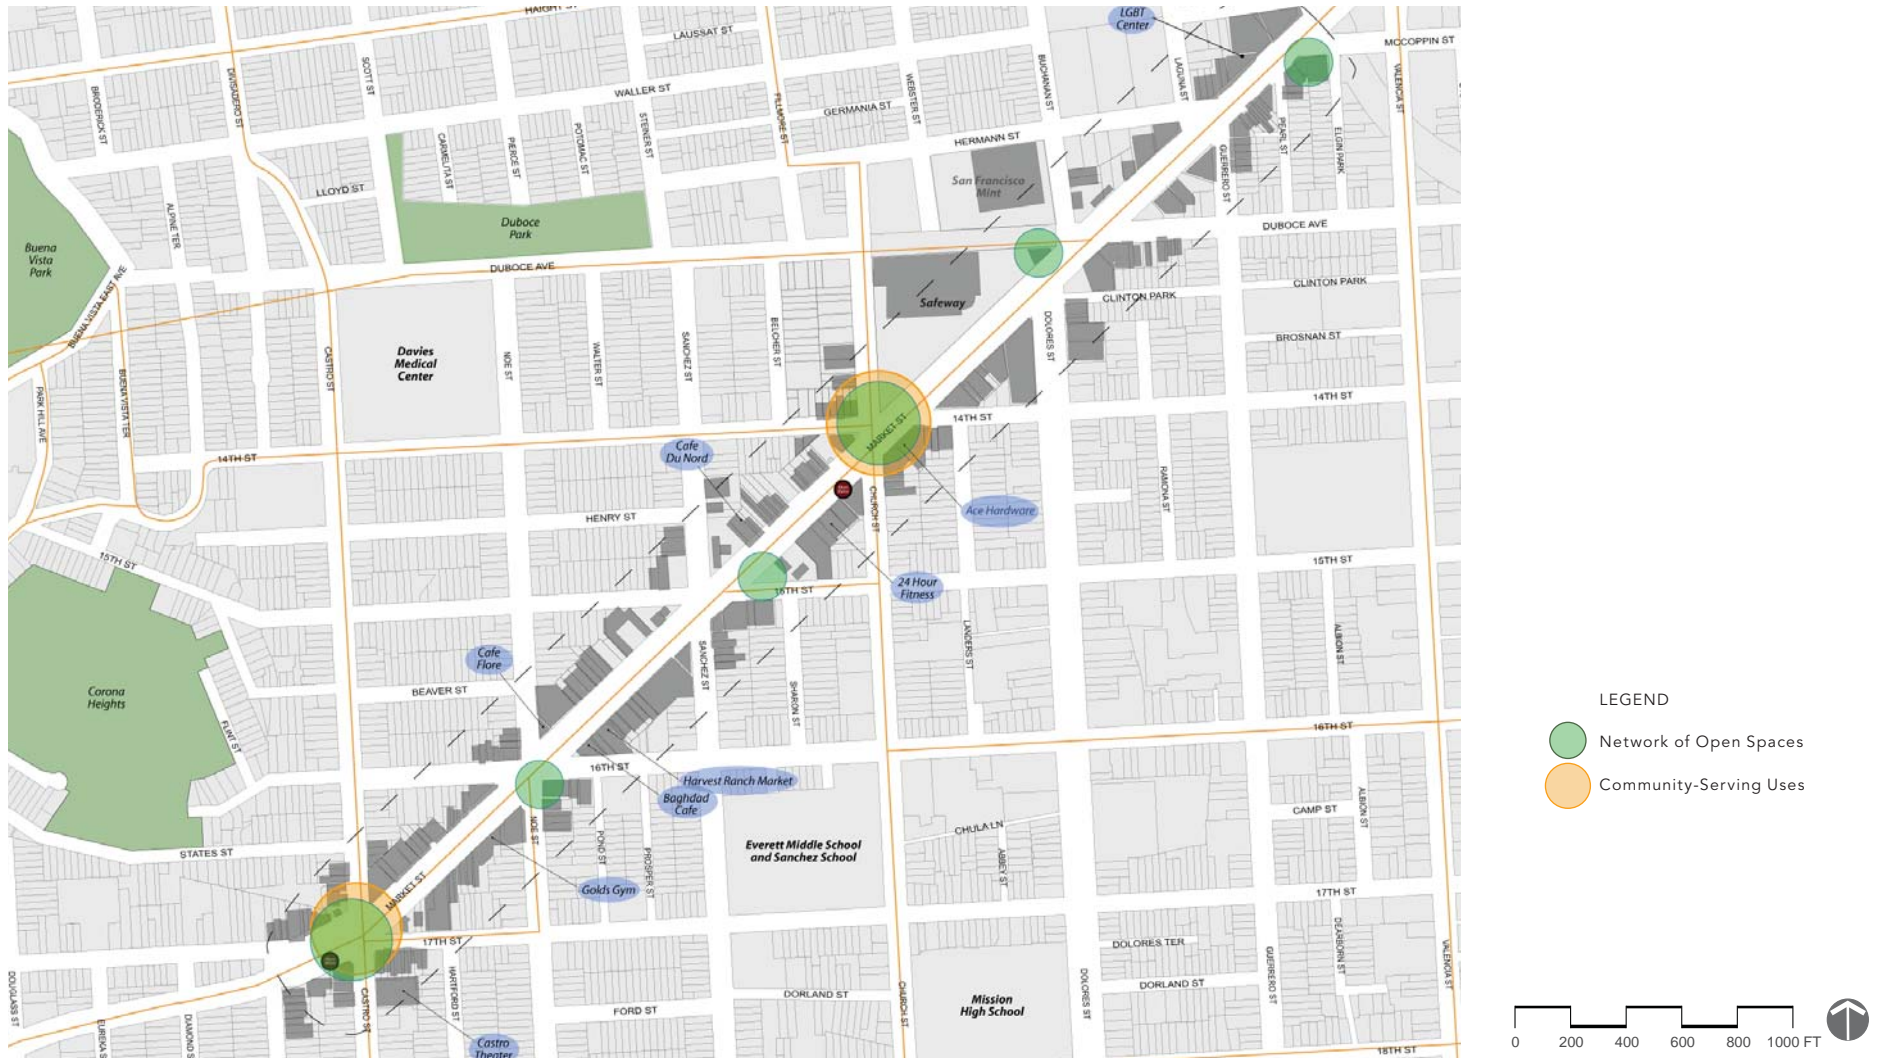 HAIGHT ST
LAUSSAT ST
LGBT
Center
MCCOPPIN ST
BRODERICK ST
DIVISADERO ST
SCOTT ST
WALLER ST
FILLMORE ST
GERMANIA ST
WEBSTER ST
BUCHANAN ST
LAGUNA ST
VALENCIA ST
CARMELITA ST
PIERCE ST
POTOMAC ST
STEINER ST
HERMANN ST
PEARL ST
ELGIN PARK
GUERRERO ST
San Francisco
Mint
LLOYD ST
ALPINE TER
Duboce
Park
DUBOCE AVE
Buena
Vista
Park
BUENA VISTA EAST AVE
DUBOCE AVE
CLINTON PARK
CLINTON PARK
Safeway
BROSNAN ST
DOLORES ST
Davies
Medical
Center
CASTRO ST
NOE ST
WALTER ST
SANCHEZ ST
BELCHER ST
PARK HILL AVE
BUENA VISTA TER
14TH ST
14TH ST
MARKET ST
14TH ST
Cafe
Du Nord
RAMONA ST
CHURCH ST
Ace Hardware
HENRY ST
15TH ST
15TH ST
24 Hour
Fitness
15TH ST
LANDERS ST
ALBION ST
Cafe
Flore
SANCHEZ ST
SHARON ST
BEAVER ST
Corona
Heights
FLINT ST
16TH ST
16TH ST
Harvest Ranch Market
Baghdad
Cafe
CAMP ST
ALBION ST
NOE ST
POND ST
PROSPER ST
CHULA LN
ABBEY ST
Everett Middle School
and Sanchez School
STATES ST
MARKET ST
Golds Gym
17TH ST
17TH ST
DOLORES TER
DEARBORN ST
GUERRERO ST
VALENCIA ST
DOUGLASS ST
HARTFORD ST
CASTRO ST
CHURCH ST
DOLORES ST
DORLAND ST
DORLAND ST
FORD ST
Mission
High School
EUREKA S
DIAMOND S
Castro
Theater
18TH ST
LEGEND
Network of Open Spaces
Community-Serving Uses
0 200 400 600 800 1000 FT